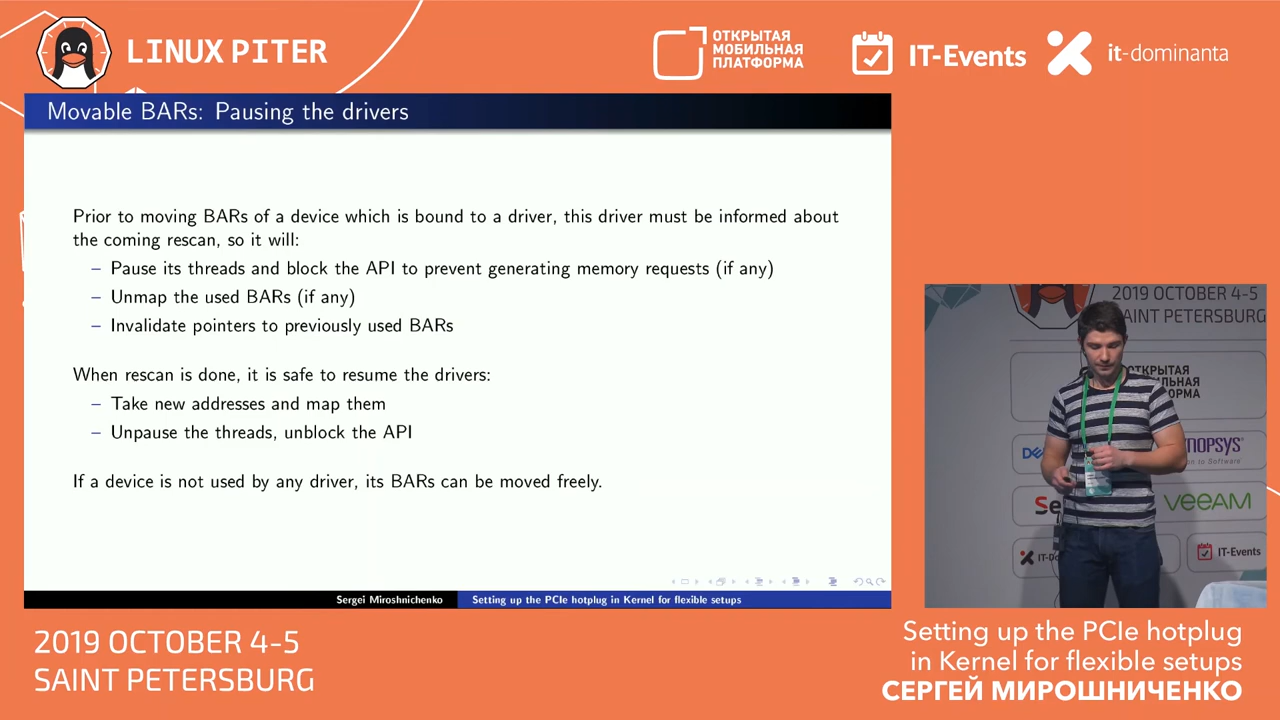 LINUX PITER
ОТКРЫТАЯ
МОБИЛЬНАЯ
ПЛАТФОРМА
IT-Events
it-dominanta
Movable BARs: Pausing the drivers
Prior to moving BARs of a device which is bound to a driver, this driver must be informed about
the coming rescan, so it will:
– Pause its threads and block the API to prevent generating memory requests (if any)
– Unmap the used BARs (if any)
– Invalidate pointers to previously used BARs
When rescan is done, it is safe to resume the drivers:
– Take new addresses and map them
– Unpause the threads, unblock the API
If a device is not used by any driver, its BARs can be moved freely.
Sergei Miroshnichenko
Setting up the PCIe hotplug in Kernel for flexible setups
2019 OCTOBER 4-5
SAINT PETERSBURG
ОТКРЫТАЯ
VEEAM
IT-Events
2019 OCTOBER 4-5
SAINT PETERSBURG
Setting up the PCIe hotplug
in Kernel for flexible setups
СЕРГЕЙ МИРОШНИЧЕНКО